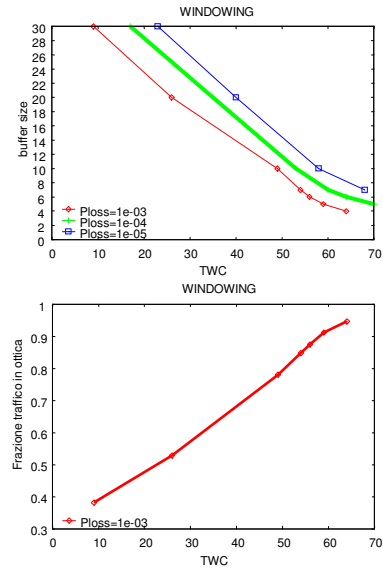 WINDOWING
30
28
26
24
22
20
18
16
14
12
10
8
6
4
2
0
buffer size
Ploss=1e-03
Ploss=1e-04
Ploss=1e-05
0 10 20 30 40 50 60 70
TWC
WINDOWING
1
0.9
0.8
0.7
0.6
0.5
0.4
0.3
Frazione traffico in ottica
Ploss=1e-03
0 10 20 30 40 50 60 70
TWC